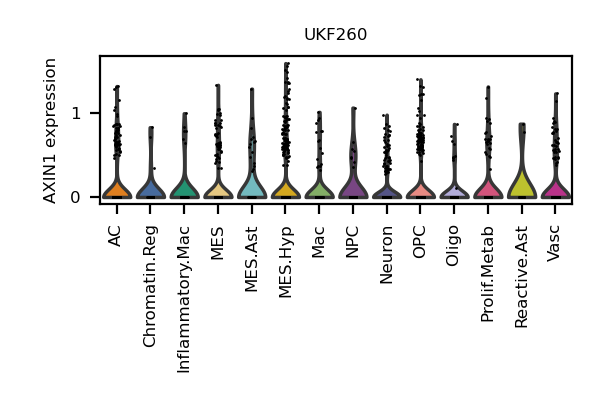 UKF260
AXIN1 expression
1
0
AC
Chromatin.Reg
Inflammatory.Mac
MES
MES.Ast
MES.Hyp
Mac
NPC
Neuron
OPC
Oligo
Prolif.Metab
Reactive.Ast
Vasc